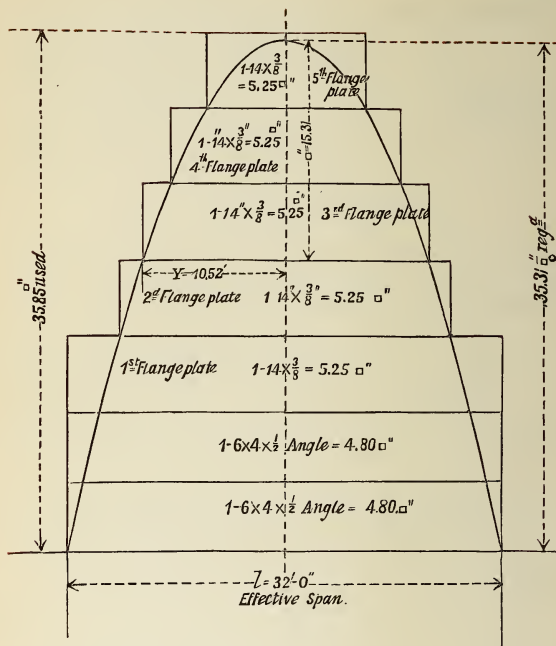 1-14×3/8
= 5.25□"
5th Flange
plate
1-14"×3/8" = 5.25 □"
4th Flange plate
□"=15.31
1-14"×3/8 = 5.25□" 3rd Flange plate
35.85 used □"
35.31 □" reqd
Y=10.52'
2d Flange plate 1-14"×3/8" = 5.25 □"
1st Flange plate 1-14×3/8 = 5.25 □"
1-6×4×1/2 Angle = 4.80□"
1-6×4×1/2 Angle = 4.80.□"
l = 32'-0"
Effective Span.